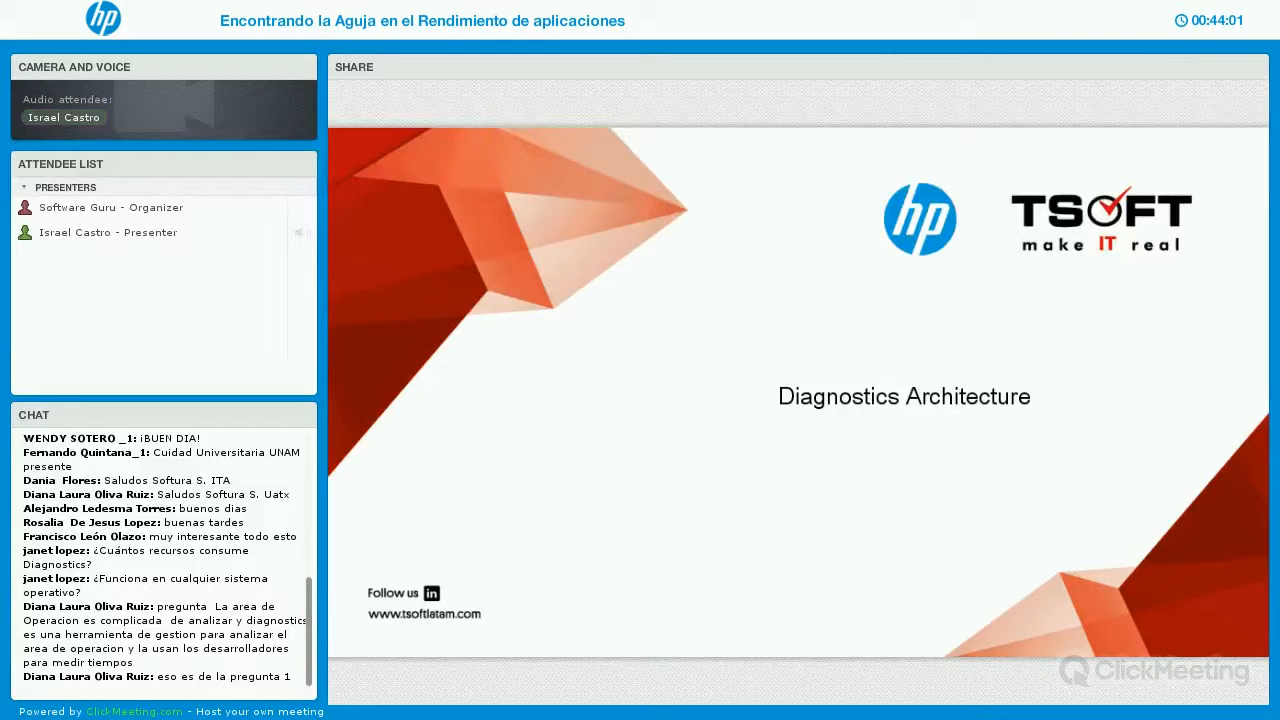 hp
Encontrando la Aguja en el Rendimiento de aplicaciones
00:44:01
CAMERA AND VOICE
Audio attendee:
Israel Castro
ATTENDEE LIST
PRESENTERS
Software Guru - Organizer
Israel Castro - Presenter
CHAT
WENDY SOTERO _1: ¡BUEN DIA!
Fernando Quintana_1: Cuidad Universitaria UNAM
presente
Dania Flores: Saludos Softura S. ITA
Diana Laura Oliva Ruiz: Saludos Softura S. Uatx
Alejandro Ledesma Torres: buenos dias
Rosalia De Jesus Lopez: buenas tardes
Francisco León Olazo: muy interesante todo esto
janet lopez: ¿Cuántos recursos consume
Diagnostics?
janet lopez: ¿Funciona en cualquier sistema
operativo?
Diana Laura Oliva Ruiz: pregunta La area de
Operacion es complicada de analizar y diagnostics
es una herramienta de gestion para analizar el
area de operacion y la usan los desarrolladores
para medir tiempos
Diana Laura Oliva Ruiz: eso es de la pregunta 1
Powered by ClickMeeting.com - Host your own meeting
SHARE
hp
TSOFT
make IT real
Diagnostics Architecture
Follow us in
www.tsoftlatam.com
ClickMeeting